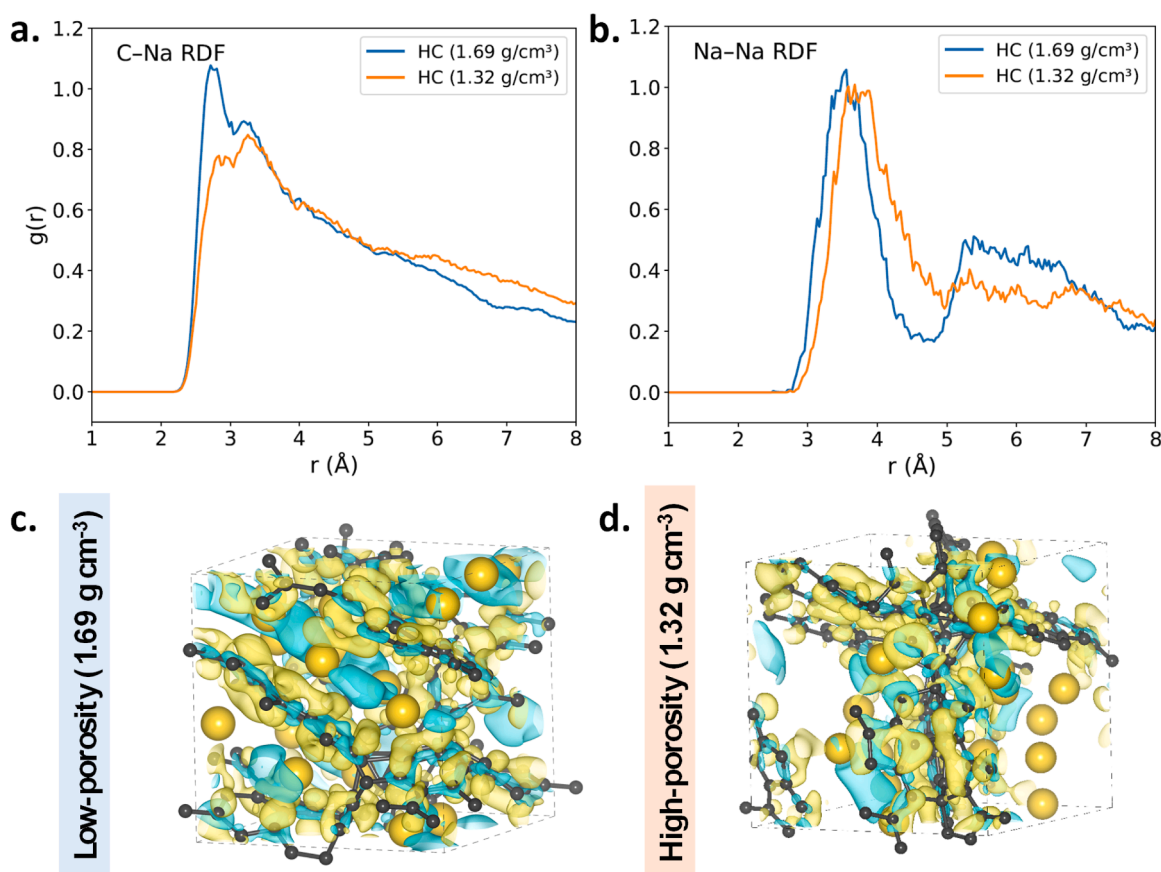 a.
C–Na RDF
HC (1.69 g/cm³)
HC (1.32 g/cm³)
1.2
1.0
0.8
0.6
0.4
0.2
0.0
g(r)
1 2 3 4 5 6 7 8
r (Å)
b.
Na–Na RDF
HC (1.69 g/cm³)
HC (1.32 g/cm³)
1.2
1.0
0.8
0.6
0.4
0.2
0.0
1 2 3 4 5 6 7 8
r (Å)
c.
Low-porosity (1.69 g cm⁻³)
d.
High-porosity (1.32 g cm⁻³)